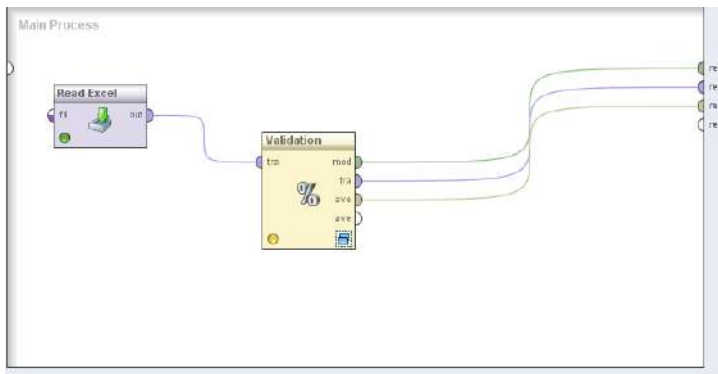 Main Process
Read Excel
fil
out
Validation
tra
mod
tra
ave
ave
re
re
re
re